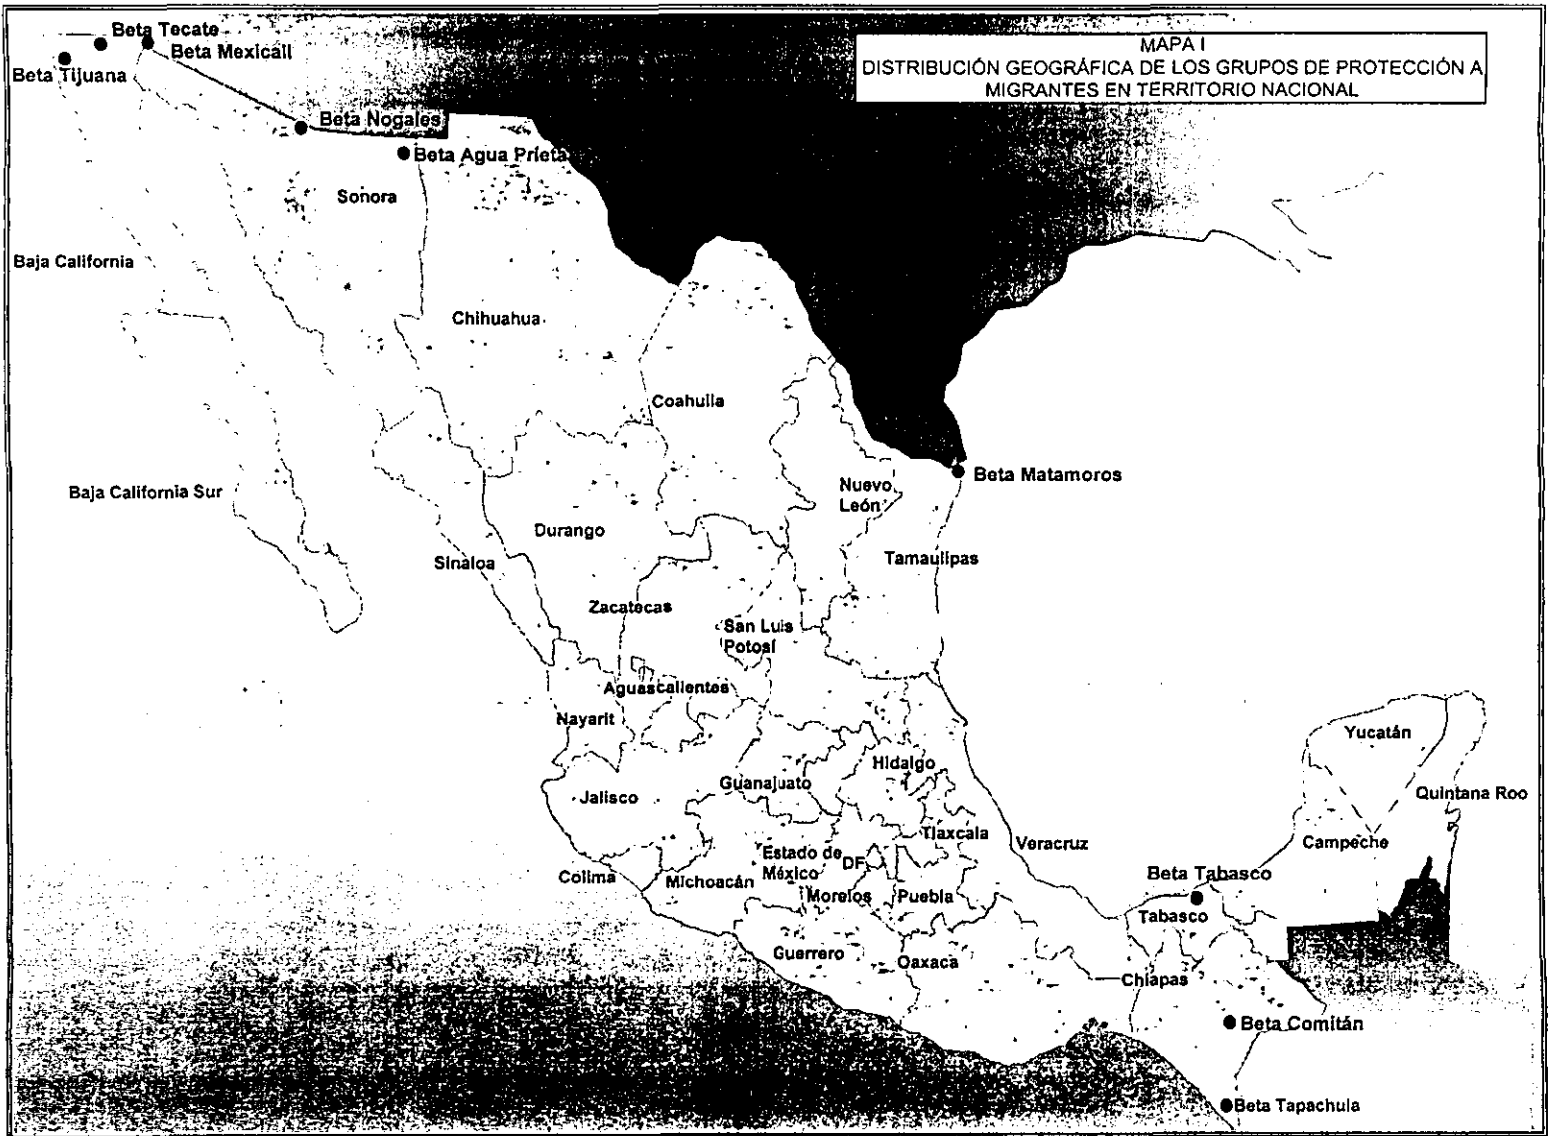 MAPA I
DISTRIBUCIÓN GEOGRÁFICA DE LOS GRUPOS DE PROTECCIÓN A
MIGRANTES EN TERRITORIO NACIONAL
Beta Tecate
Beta Mexicali
Beta Tijuana
Beta Nogales
Beta Agua Prieta
Sonora
Baja California
Chihuahua
Coahuila
Beta Matamoros
Nuevo
León
Baja California Sur
Durango
Sinaloa
Tamaulipas
Zacatecas
San Luis
Potosí
Aguascalientes
Nayarit
Yucatán
Hidalgo
Guanajuato
Jalisco
Quintana Roo
Tlaxcala
Veracruz
Campeche
Estado de
México
DF
Colima
Michoacán
Morelos
Puebla
Beta Tabasco
Tabasco
Guerrero
Oaxaca
Chiapas
Beta Comitán
Beta Tapachula